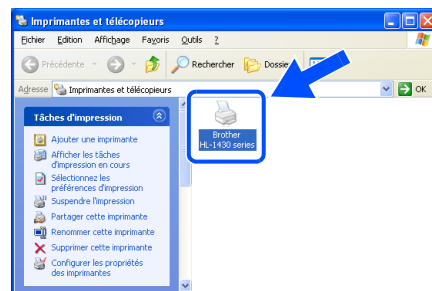 Imprimantes et télécopieurs
Fichier Edition Affichage Favoris Outils ?
Précédente Rechercher Dossie
Adresse Imprimantes et télécopieurs OK
Tâches d'impression
Ajouter une imprimante
Afficher les tâches
d'impression en cours
Sélectionnez les
préférences d'impression
Suspendre l'impression
Partager cette imprimante
Renommer cette imprimante
Supprimer cette imprimante
Configurer les propriétés
des imprimantes
Brother
HL-1430 series